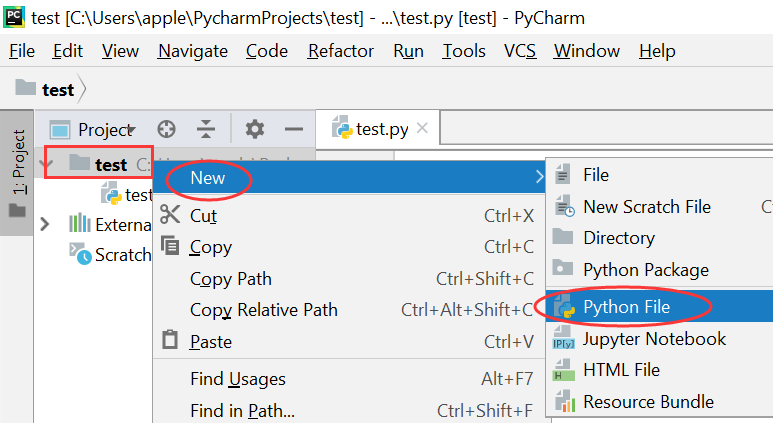 PC
test [C:\Users\apple\PycharmProjects\test] - ...\test.py [test] - PyCharm
File Edit View Navigate Code Refactor Run Tools VCS Window Help
test
1: Project
Project
test.py
test
test
Externa
Scratch
New
Cut Ctrl+X
Copy Ctrl+C
Copy Path Ctrl+Shift+C
Copy Relative Path Ctrl+Alt+Shift+C
Paste Ctrl+V
Find Usages Alt+F7
Find in Path... Ctrl+Shift+F
File
New Scratch File
Directory
Python Package
Python File
IP[y] Jupyter Notebook
H HTML File
Resource Bundle